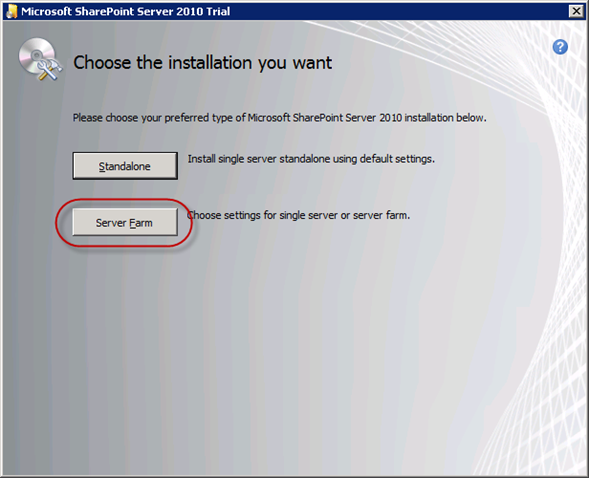 Microsoft SharePoint Server 2010 Trial
Choose the installation you want
Please choose your preferred type of Microsoft SharePoint Server 2010 installation below.
Standalone
Install single server standalone using default settings.
Server Farm
Choose settings for single server or server farm.